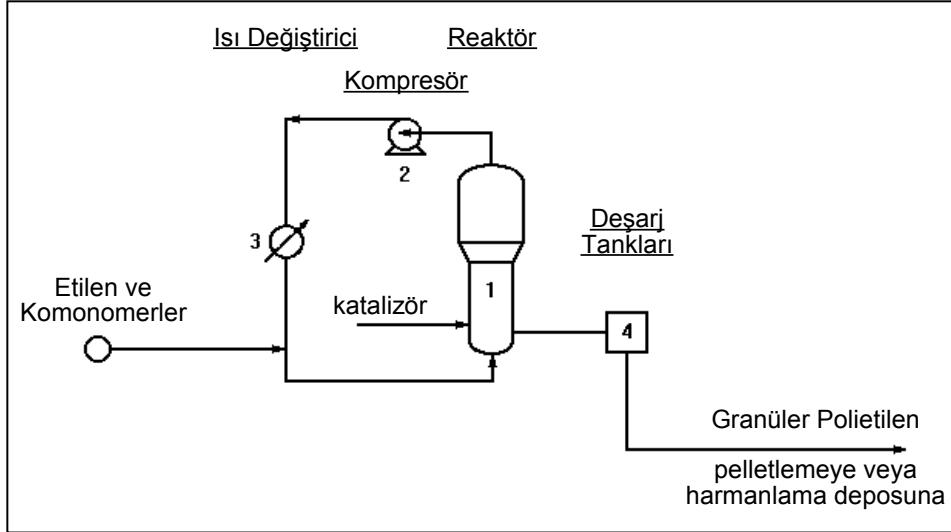 Isı Değiştirici
Reaktör
Kompresör
2
3
Deşarj
Tankları
1
Etilen ve
Komonomerler
katalizör
4
Granüler Polietilen
pelletlemeye veya
harmanlama deposuna